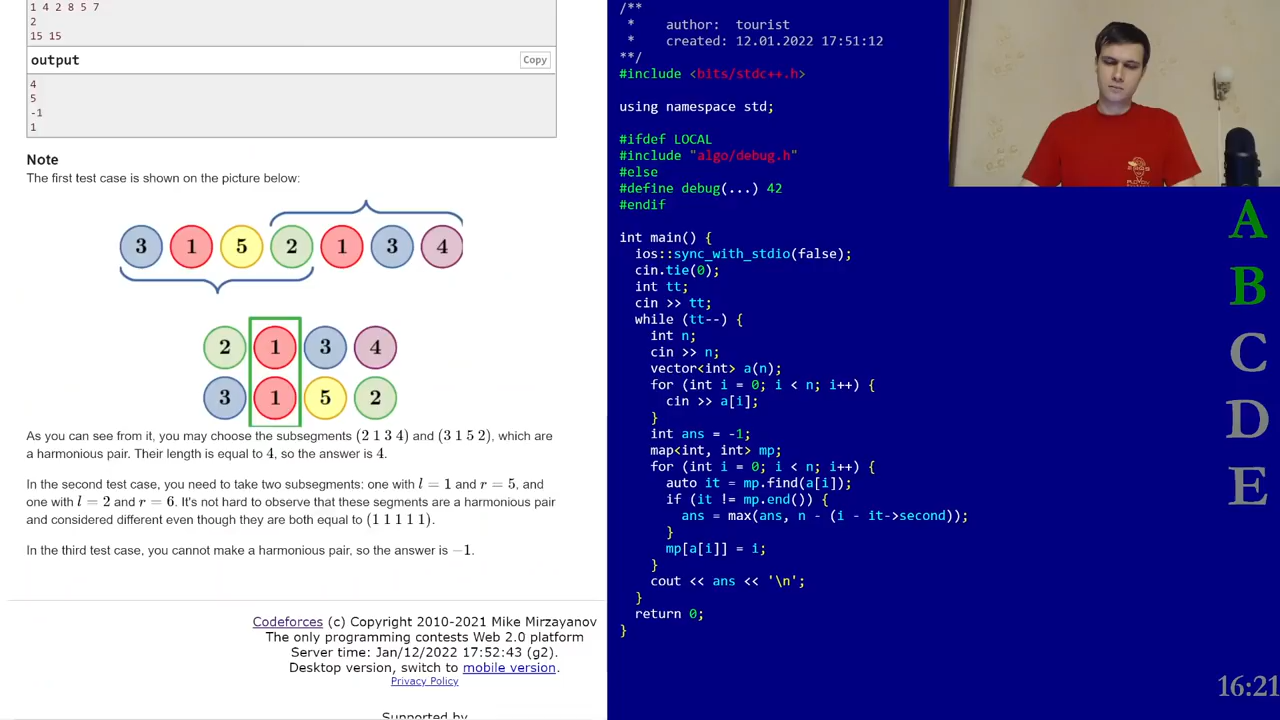 1 4 2 8 5 7
2
15 15
output
Copy
4
5
-1
1
Note
The first test case is shown on the picture below:
3 1 5 2 1 3 4
2 1 3 4
3 1 5 2
As you can see from it, you may choose the subsegments (2 1 3 4) and (3 1 5 2), which are
a harmonious pair. Their length is equal to 4, so the answer is 4.
In the second test case, you need to take two subsegments: one with l = 1 and r = 5, and
one with l = 2 and r = 6. It's not hard to observe that these segments are a harmonious pair
and considered different even though they are both equal to (1 1 1 1 1).
In the third test case, you cannot make a harmonious pair, so the answer is −1.
Codeforces (c) Copyright 2010-2021 Mike Mirzayanov
The only programming contests Web 2.0 platform
Server time: Jan/12/2022 17:52:43 (g2).
Desktop version, switch to mobile version.
Privacy Policy
Supported by
/**
 *    author:  tourist
 *    created: 12.01.2022 17:51:12
**/
#include <bits/stdc++.h>
using namespace std;
#ifdef LOCAL
#include "algo/debug.h"
#else
#define debug(...) 42
#endif
int main() {
  ios::sync_with_stdio(false);
  cin.tie(0);
  int tt;
  cin >> tt;
  while (tt--) {
    int n;
    cin >> n;
    vector<int> a(n);
    for (int i = 0; i < n; i++) {
      cin >> a[i];
    }
    int ans = -1;
    map<int, int> mp;
    for (int i = 0; i < n; i++) {
      auto it = mp.find(a[i]);
      if (it != mp.end()) {
        ans = max(ans, n - (i - it->second));
      }
      mp[a[i]] = i;
    }
    cout << ans << '\n';
  }
  return 0;
}
A
B
C
D
E
16:21